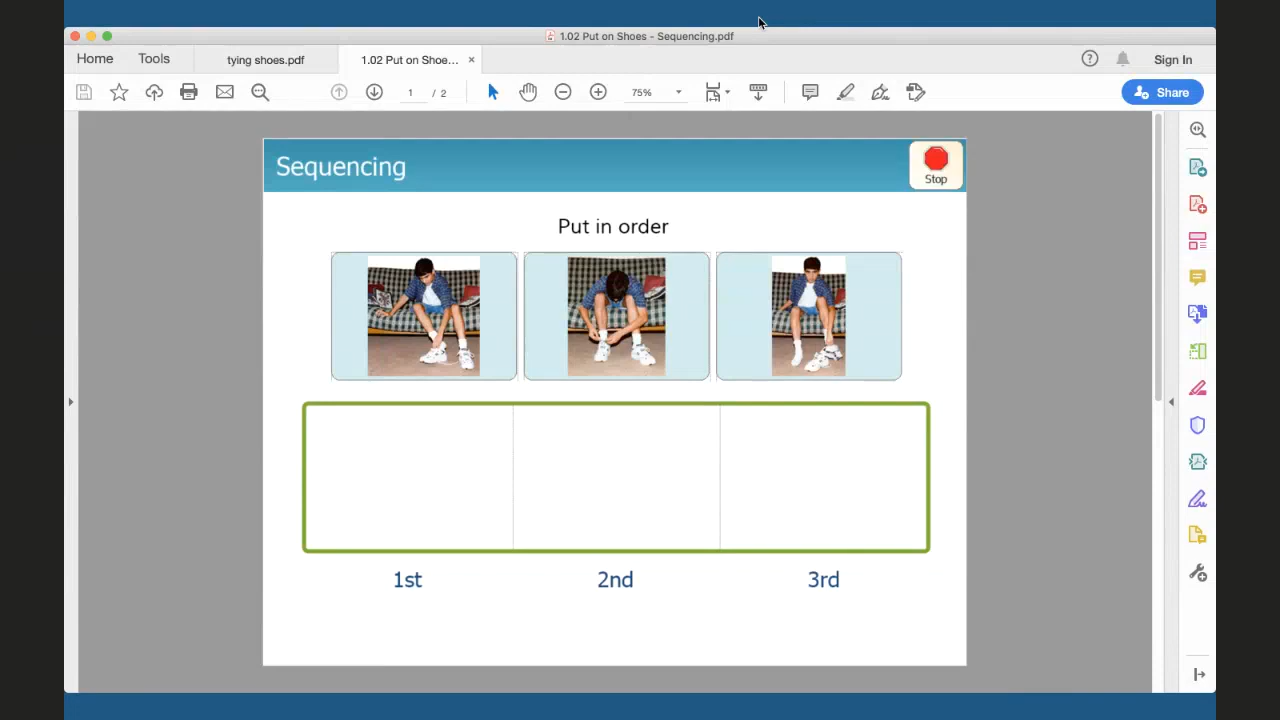 1.02 Put on Shoes - Sequencing.pdf
Home
Tools
tying shoes.pdf
1.02 Put on Shoe...
×
Sign In
1 / 2
75%
Share
Sequencing
Stop
Put in order
1st
2nd
3rd